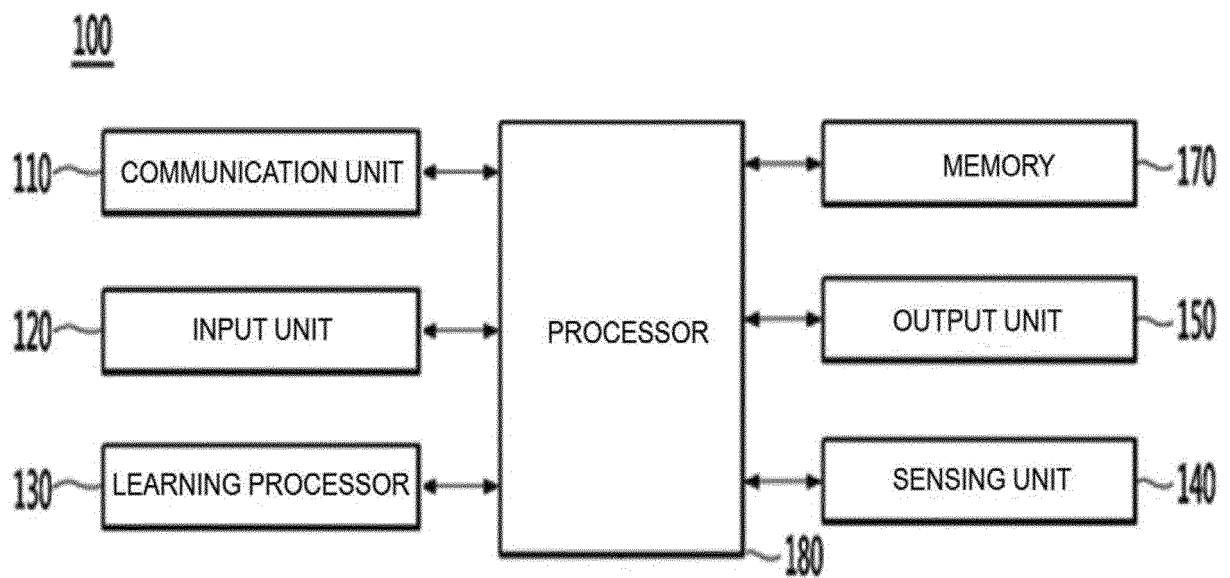 100
110
COMMUNICATION UNIT
MEMORY
170
120
INPUT UNIT
PROCESSOR
OUTPUT UNIT
150
130
LEARNING PROCESSOR
SENSING UNIT
140
180